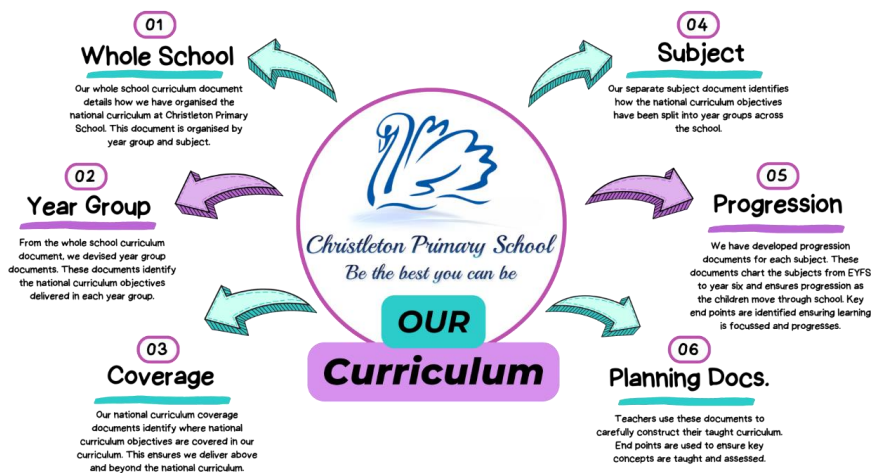 01
Whole School
Our whole school curriculum document
details how we have organised the
national curriculum at Christleton Primary
School. This document is organised by
year group and subject.
02
Year Group
From the whole school curriculum
document, we devised year group
documents. These documents identify
the national curriculum objectives
delivered in each year group.
03
Coverage
Our national curriculum coverage
documents identify where national
curriculum objectives are covered in our
curriculum. This ensures we deliver above
and beyond the national curriculum.
Christleton Primary School
Be the best you can be
OUR
Curriculum
04
Subject
Our separate subject document identifies
how the national curriculum objectives
have been split into year groups across
the school.
05
Progression
We have developed progression
documents for each subject. These
documents chart the subjects from EYFS
to year six and ensures progression as
the children move through school. Key
end points are identified ensuring learning
is focussed and progresses.
06
Planning Docs.
Teachers use these documents to
carefully construct their taught curriculum.
End points are used to ensure key
concepts are taught and assessed.